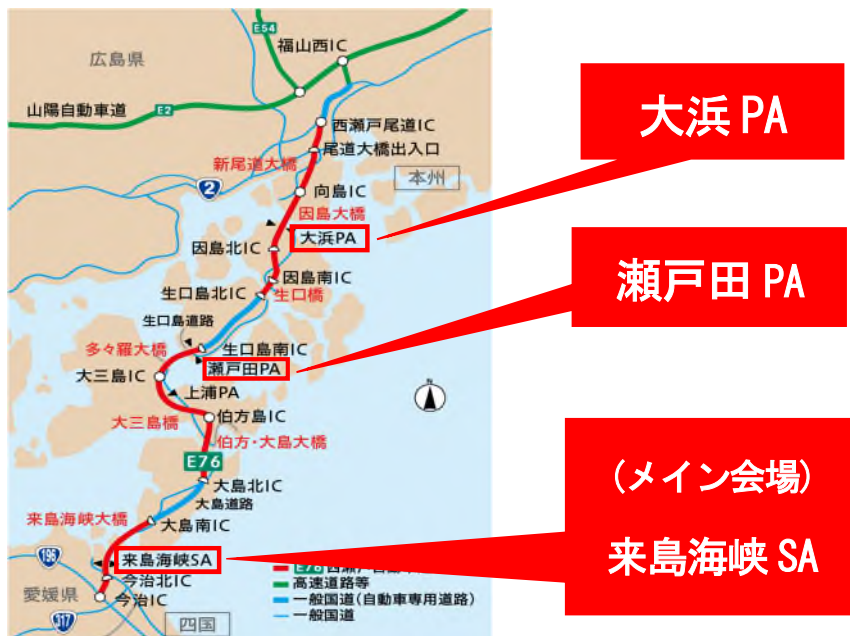 E54
福山西IC
広島県
山陽自動車道
E2
西瀬戸尾道IC
尾道大橋出入口
新尾道大橋
2
本州
向島IC
因島大橋
大浜PA
因島北IC
因島南IC
生口島北IC
生口橋
生口島道路
多々羅大橋
生口島南IC
瀬戸田PA
大三島IC
上浦PA
N
大三島橋
伯方島IC
伯方・大島大橋
E76
大島北IC
大島道路
来島海峡大橋
大島南IC
196
来島海峡SA
今治北IC
愛媛県
今治IC
317
四国
E76
高速道路等
一般国道(自動車専用道路)
一般国道
大浜 PA
瀬戸田 PA
(メイン会場)
来島海峡 SA